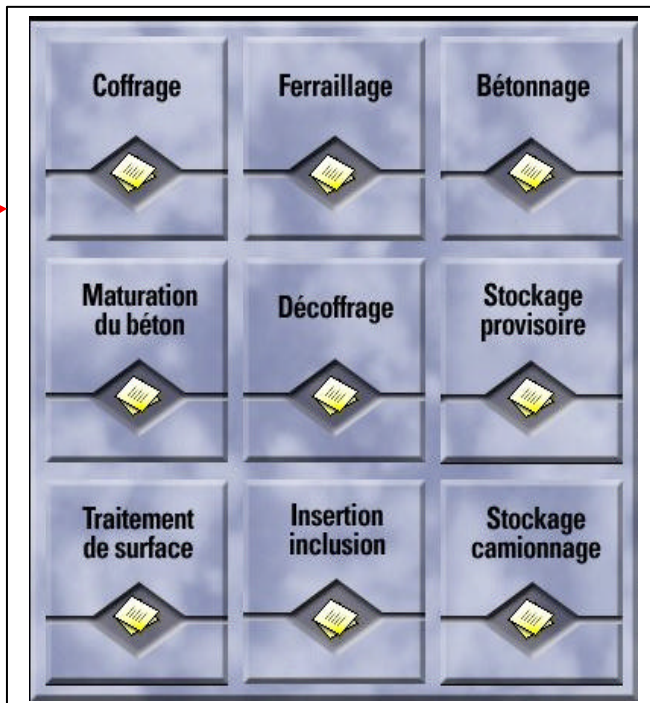 Coffrage
Ferraillage
Bétonnage
Maturation
du béton
Décoffrage
Stockage
provisoire
Traitement
de surface
Insertion
inclusion
Stockage
camionnage